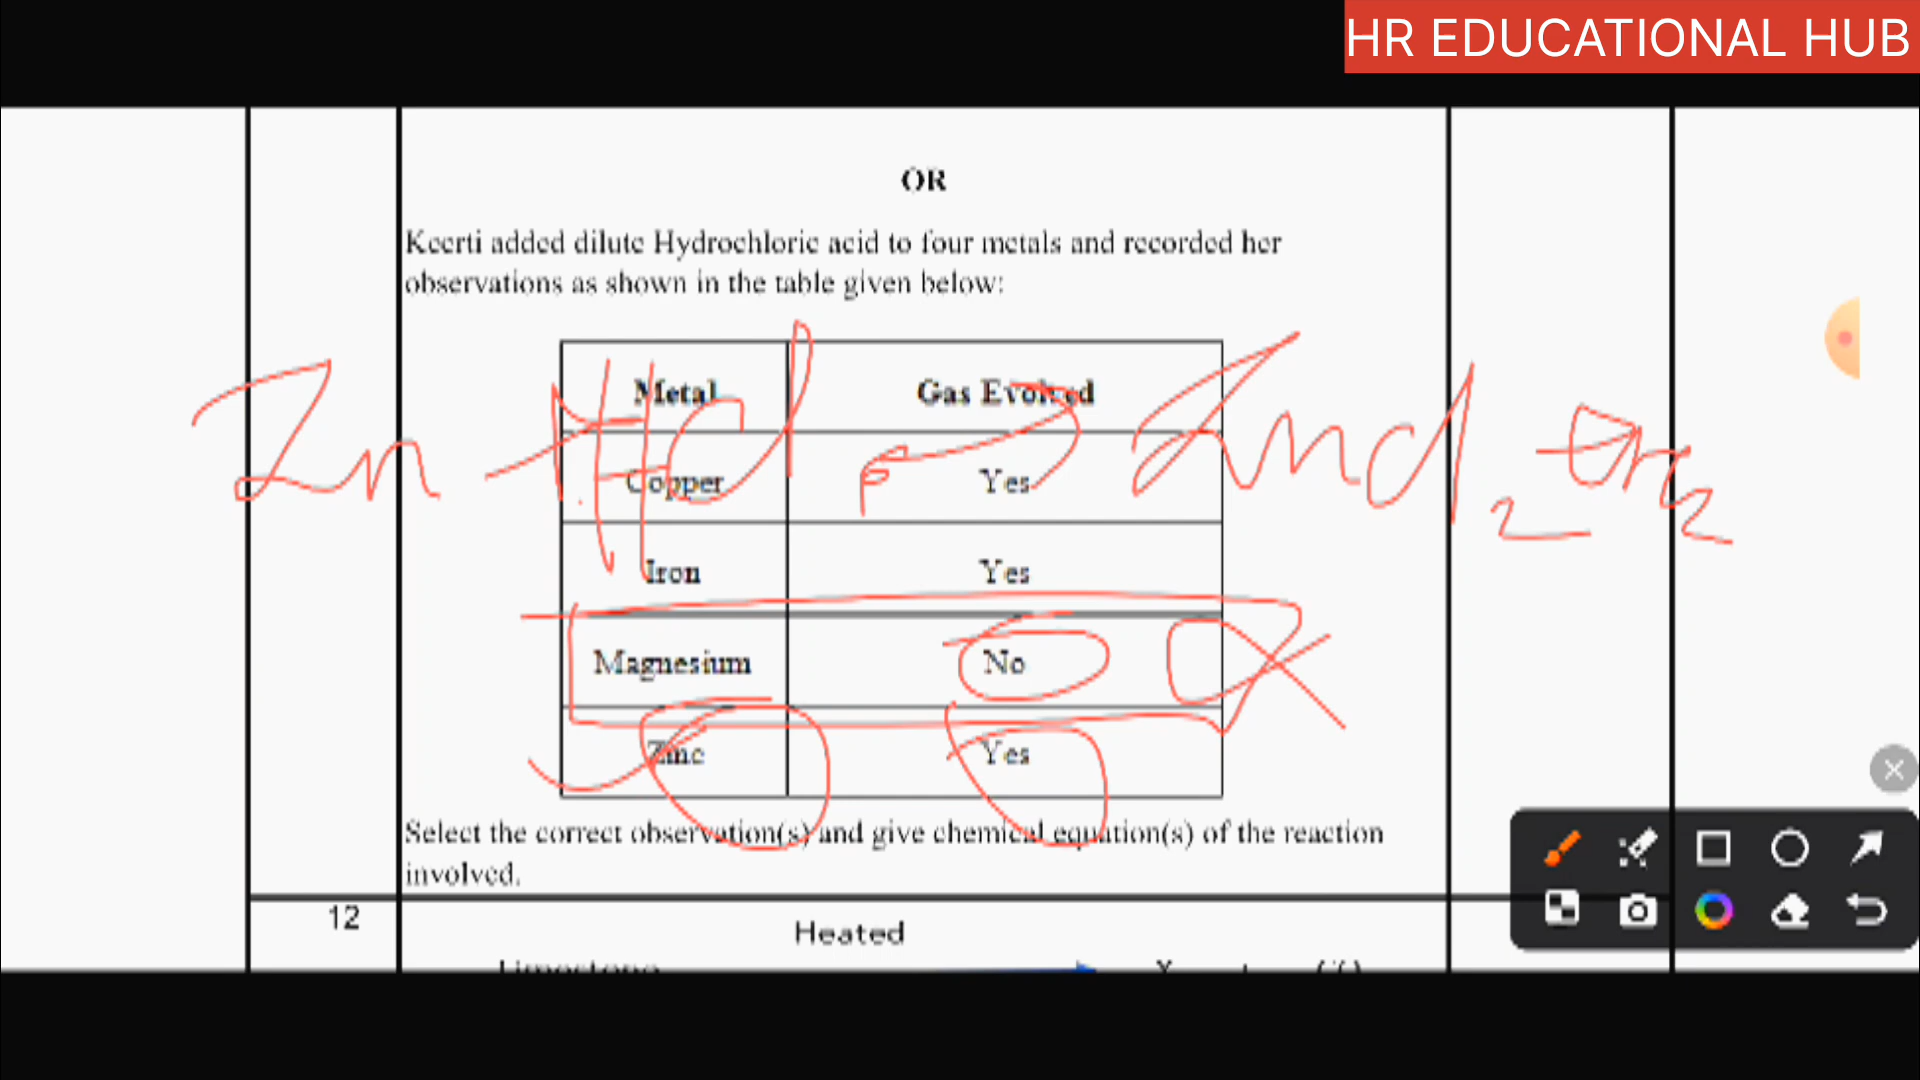 HR EDUCATIONAL HUB
OR
Keerti added dilute Hydrochloric acid to four metals and recorded her
observations as shown in the table given below:
Metal Gas Evolved
Zn + HCl → ZnCl2 + H2
Copper Yes
Iron Yes
Magnesium No
Zinc Yes
Select the correct observation(s) and give chemical equation(s) of the reaction
involved.
12 Heated
Limestone